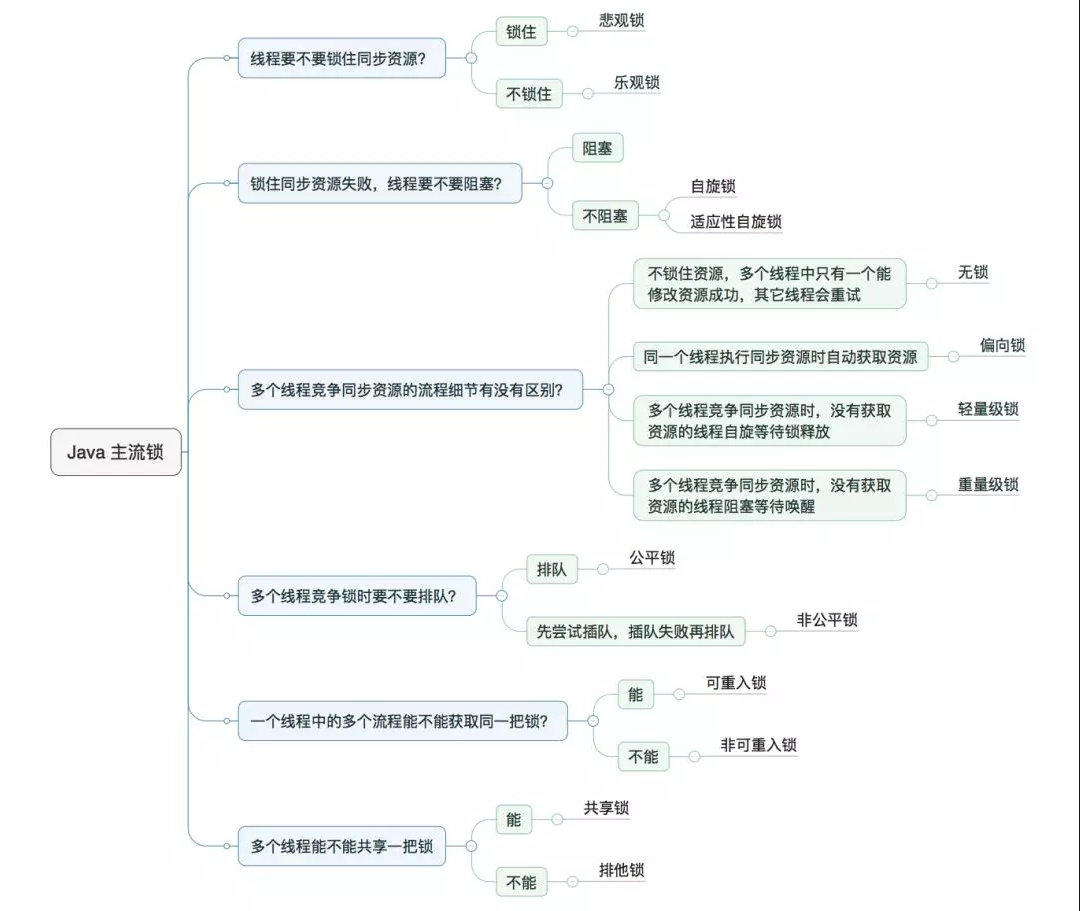 Java 主流锁
线程要不要锁住同步资源？
锁住
悲观锁
不锁住
乐观锁
锁住同步资源失败，线程要不要阻塞？
阻塞
不阻塞
自旋锁
适应性自旋锁
多个线程竞争同步资源的流程细节有没有区别？
不锁住资源，多个线程中只有一个能
修改资源成功，其它线程会重试
无锁
同一个线程执行同步资源时自动获取资源
偏向锁
多个线程竞争同步资源时，没有获取
资源的线程自旋等待锁释放
轻量级锁
多个线程竞争同步资源时，没有获取
资源的线程阻塞等待唤醒
重量级锁
多个线程竞争锁时要不要排队？
排队
公平锁
先尝试插队，插队失败再排队
非公平锁
一个线程中的多个流程能不能获取同一把锁？
能
可重入锁
不能
非可重入锁
多个线程能不能共享一把锁
能
共享锁
不能
排他锁